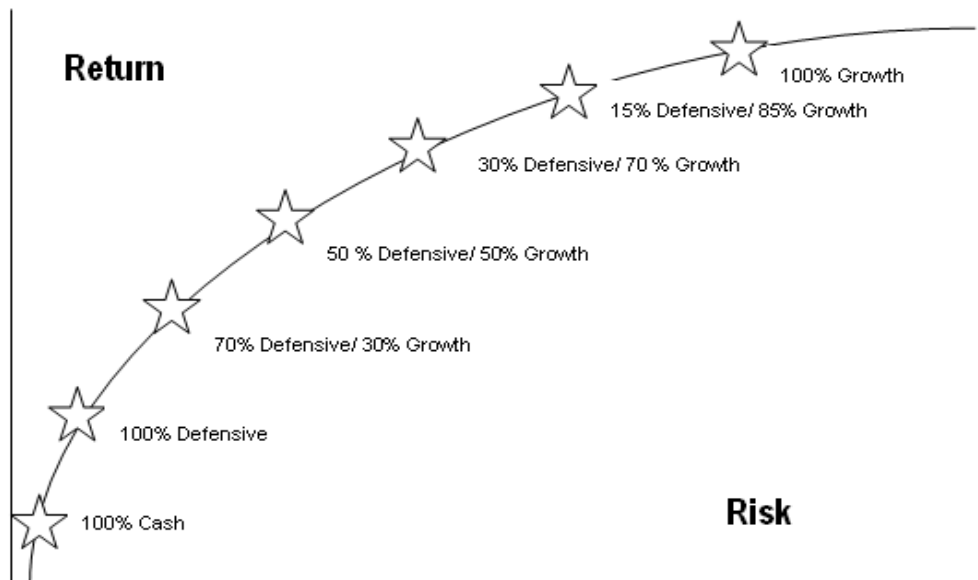 Return
100% Growth
15% Defensive/ 85% Growth
30% Defensive/ 70 % Growth
50 % Defensive/ 50% Growth
70% Defensive/ 30% Growth
100% Defensive
Risk
100% Cash